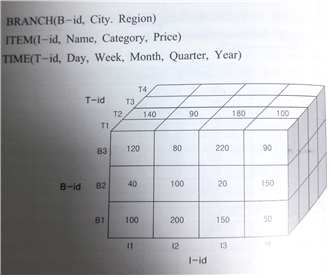 BRANCH(B-id, City. Region)
ITEM(I-id, Name, Category, Price)
TIME(T-id, Day, Week, Month, Quarter, Year)
T4
T-id T3
T2 140 90 180 100
T1
B3 120 80 220 90
B-id B2 40 100 20 150
B1 100 200 150 50
I1 I2 I3
I-id